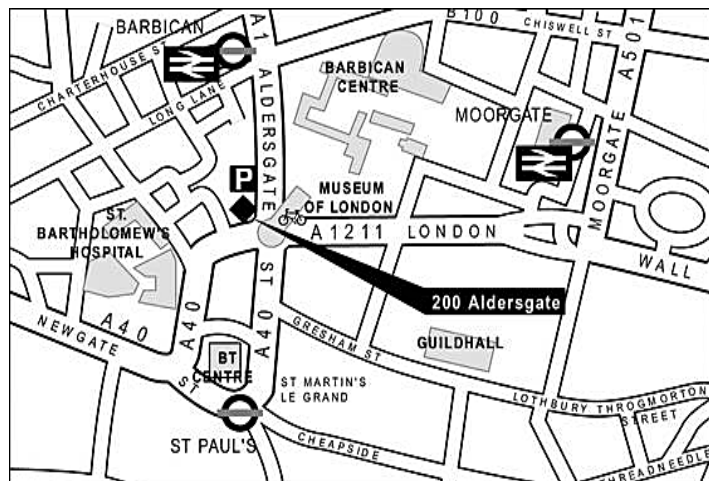 BARBICAN
A1 ALDERSGATE ST A40
B100
CHISWELL ST
MOORGATE A501
CHARTERHOUSE ST
LONG LANE
BARBICAN
CENTRE
MOORGATE
P
MUSEUM
OF LONDON
ST.
BARTHOLOMEW'S
HOSPITAL
A1211 LONDON WALL
200 Aldersgate
NEWGATE ST
A40
A40
GRESHAM ST
GUILDHALL
BT
CENTRE
ST MARTIN'S
LE GRAND
LOTHBURY THROGMORTON
STREET
ST PAUL'S
CHEAPSIDE
THREADNEEDLE